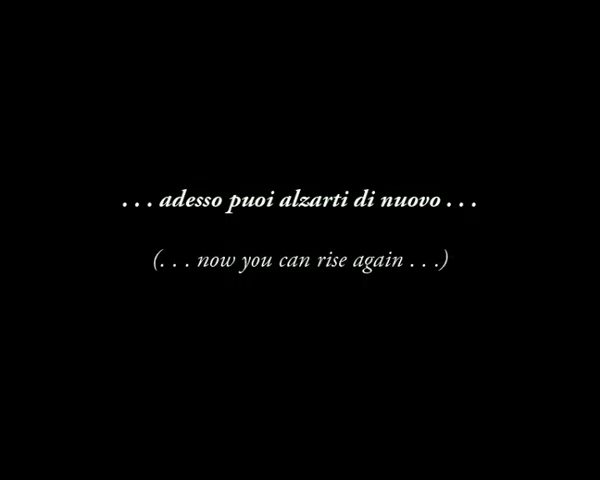 . . . adesso puoi alzarti di nuovo . . .
(. . . now you can rise again . . .)